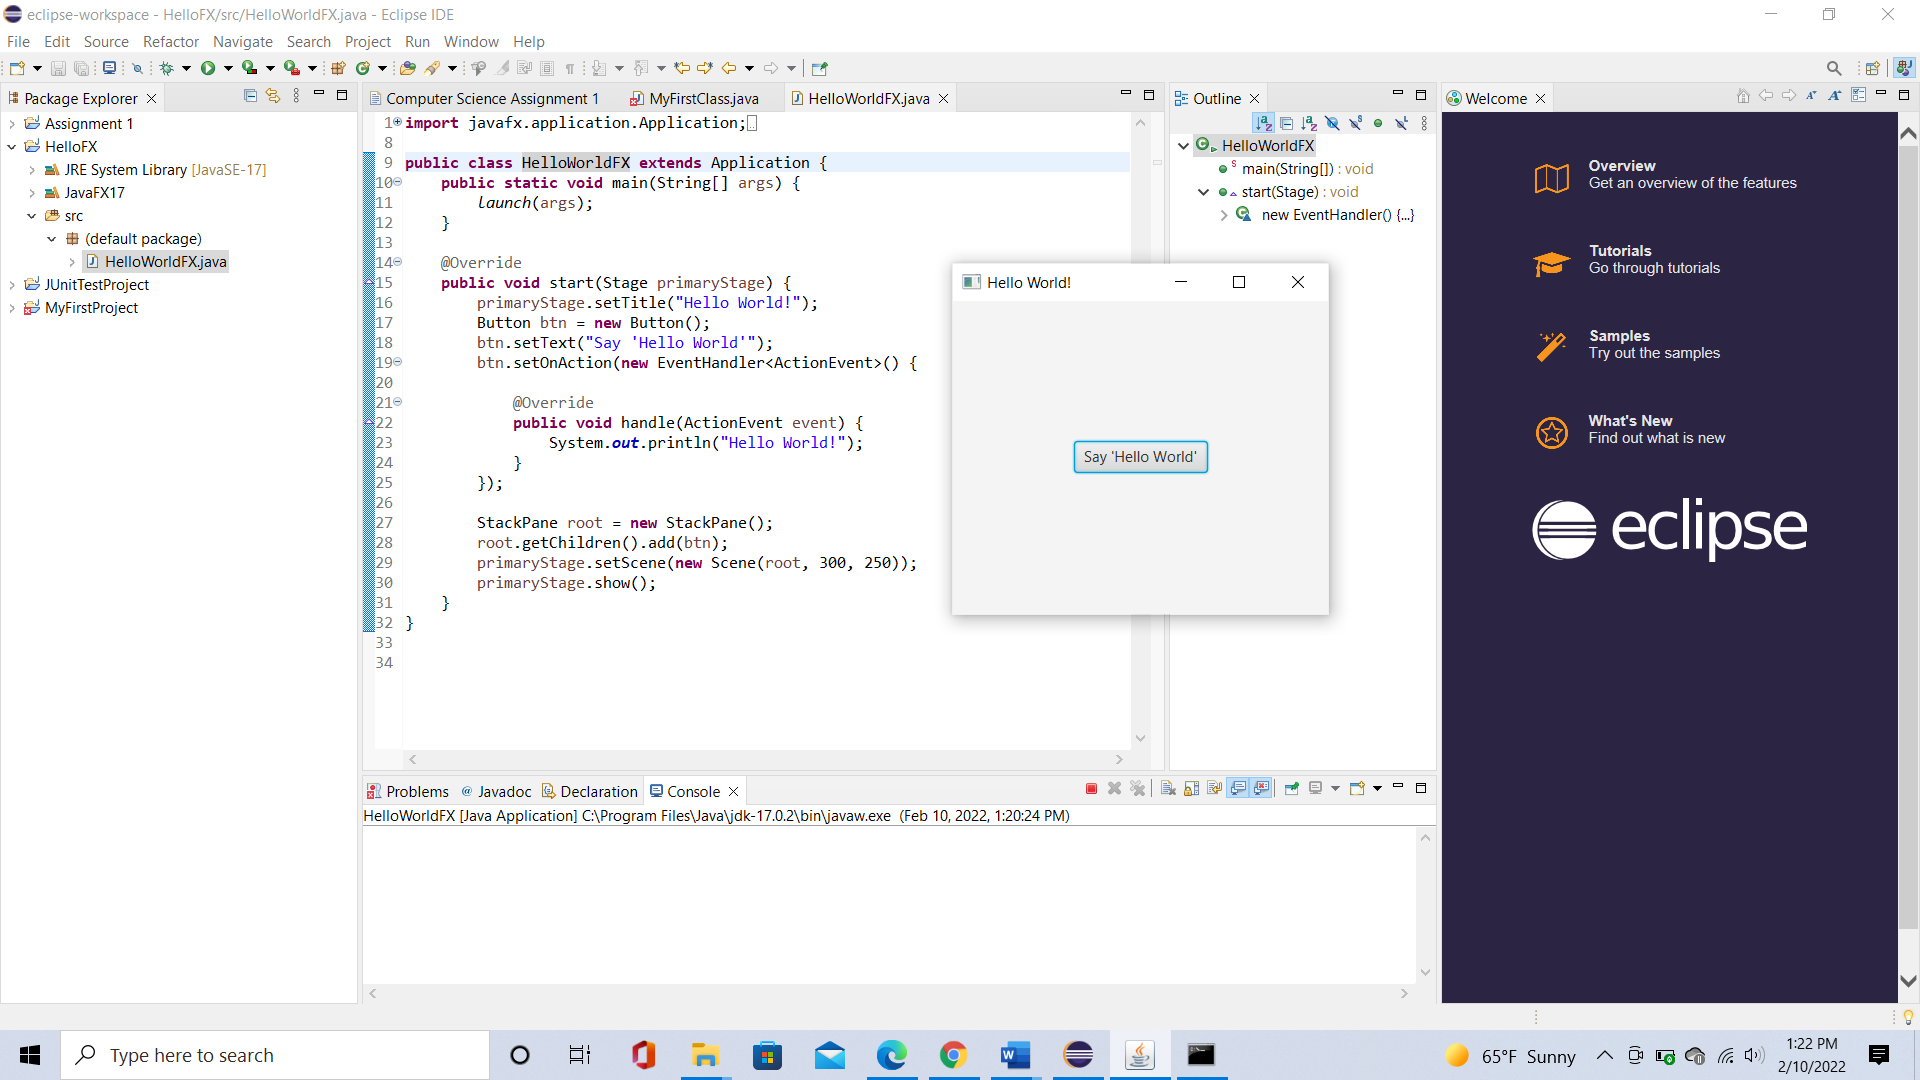 eclipse-workspace - HelloFX/src/HelloWorldFX.java - Eclipse IDE
File Edit Source Refactor Navigate Search Project Run Window Help
Package Explorer
Assignment 1
HelloFX
JRE System Library [JavaSE-17]
JavaFX17
src
(default package)
HelloWorldFX.java
JUnitTestProject
MyFirstProject
Computer Science Assignment 1 MyFirstClass.java HelloWorldFX.java
1 import javafx.application.Application;
8
9 public class HelloWorldFX extends Application {
10 public static void main(String[] args) {
11 launch(args);
12 }
13
14 @Override
15 public void start(Stage primaryStage) {
16 primaryStage.setTitle("Hello World!");
17 Button btn = new Button();
18 btn.setText("Say 'Hello World'");
19 btn.setOnAction(new EventHandler<ActionEvent>() {
20
21 @Override
22 public void handle(ActionEvent event) {
23 System.out.println("Hello World!");
24 }
25 });
26
27 StackPane root = new StackPane();
28 root.getChildren().add(btn);
29 primaryStage.setScene(new Scene(root, 300, 250));
30 primaryStage.show();
31 }
32 }
33
34
Hello World!
Say 'Hello World'
Outline
HelloWorldFX
main(String[]) : void
start(Stage) : void
new EventHandler() {...}
Welcome
Overview
Get an overview of the features
Tutorials
Go through tutorials
Samples
Try out the samples
What's New
Find out what is new
eclipse
Problems Javadoc Declaration Console
HelloWorldFX [Java Application] C:\Program Files\Java\jdk-17.0.2\bin\javaw.exe (Feb 10, 2022, 1:20:24 PM)
Type here to search
65°F Sunny
1:22 PM
2/10/2022